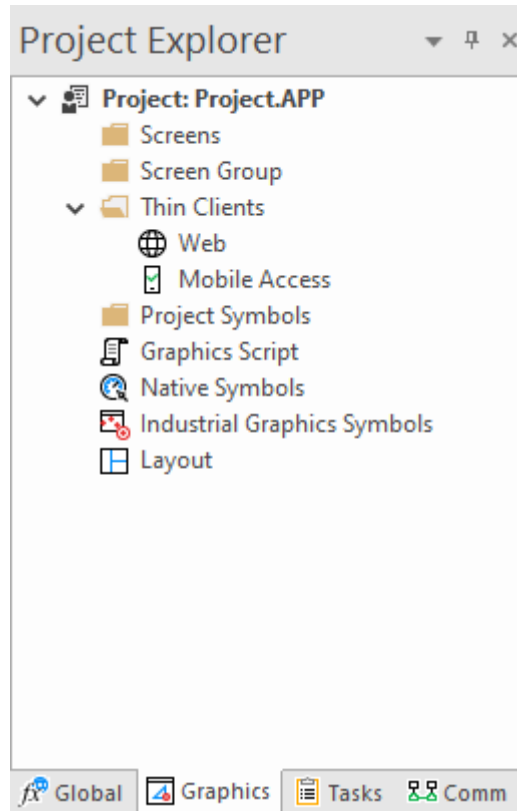 Project Explorer
Project: Project.APP
Screens
Screen Group
Thin Clients
Web
Mobile Access
Project Symbols
Graphics Script
Native Symbols
Industrial Graphics Symbols
Layout
fx Global Graphics Tasks Comm